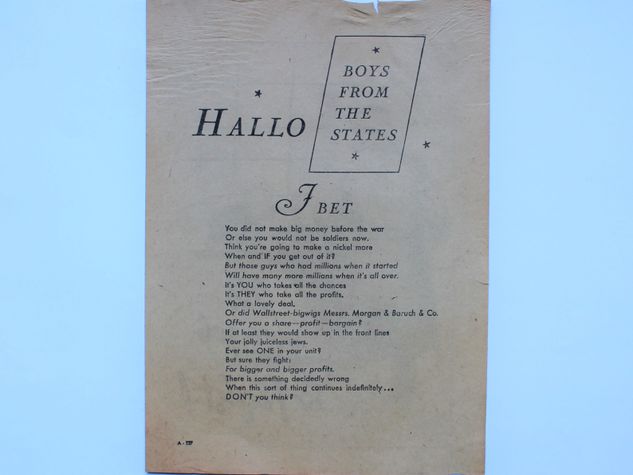 HALLO
BOYS
FROM
THE
STATES
I BET
You did not make big money before the war
Or else you would not be soldiers now.
Think you're going to make a nickel more
When and IF you get out of it?
But those guys who had millions when it started
Will have many more millions when it's all over.
It's YOU who takes all the chances
It's THEY who take all the profits.
What a lovely deal.
Or did Wallstreet-bigwigs Messrs. Morgan & Baruch & Co.
Offer you a share—profit—bargain?
If at least they would show up in the front lines
Your jolly juiceless jews.
Ever see ONE in your unit?
But sure they fight:
For bigger and bigger profits.
There is something decidedly wrong
When this sort of thing continues indefinitely...
DON'T you think?